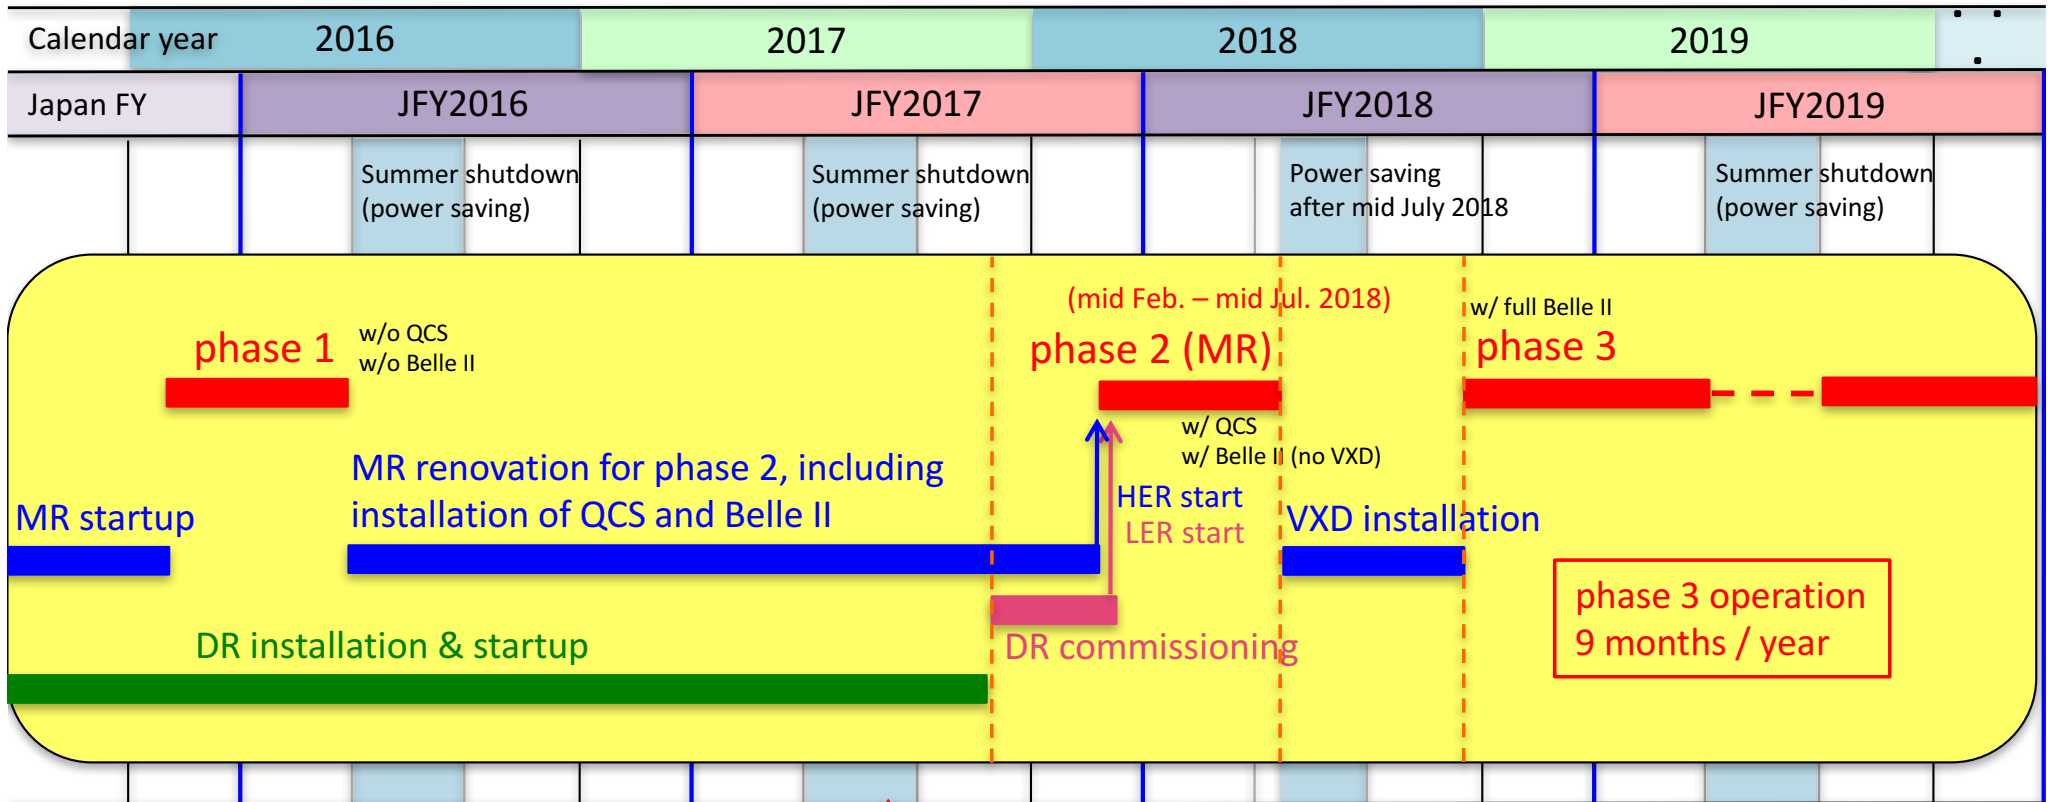 Calendar year 2016 2017 2018 2019 ...
Japan FY JFY2016 JFY2017 JFY2018 JFY2019
Summer shutdown
(power saving)
Summer shutdown
(power saving)
Power saving
after mid July 2018
Summer shutdown
(power saving)
(mid Feb. – mid Jul. 2018)
w/ full Belle II
phase 1
w/o QCS
w/o Belle II
phase 2 (MR)
phase 3
w/ QCS
w/ Belle II (no VXD)
MR renovation for phase 2, including
installation of QCS and Belle II
HER start
LER start
MR startup
VXD installation
phase 3 operation
9 months / year
DR installation & startup
DR commissioning